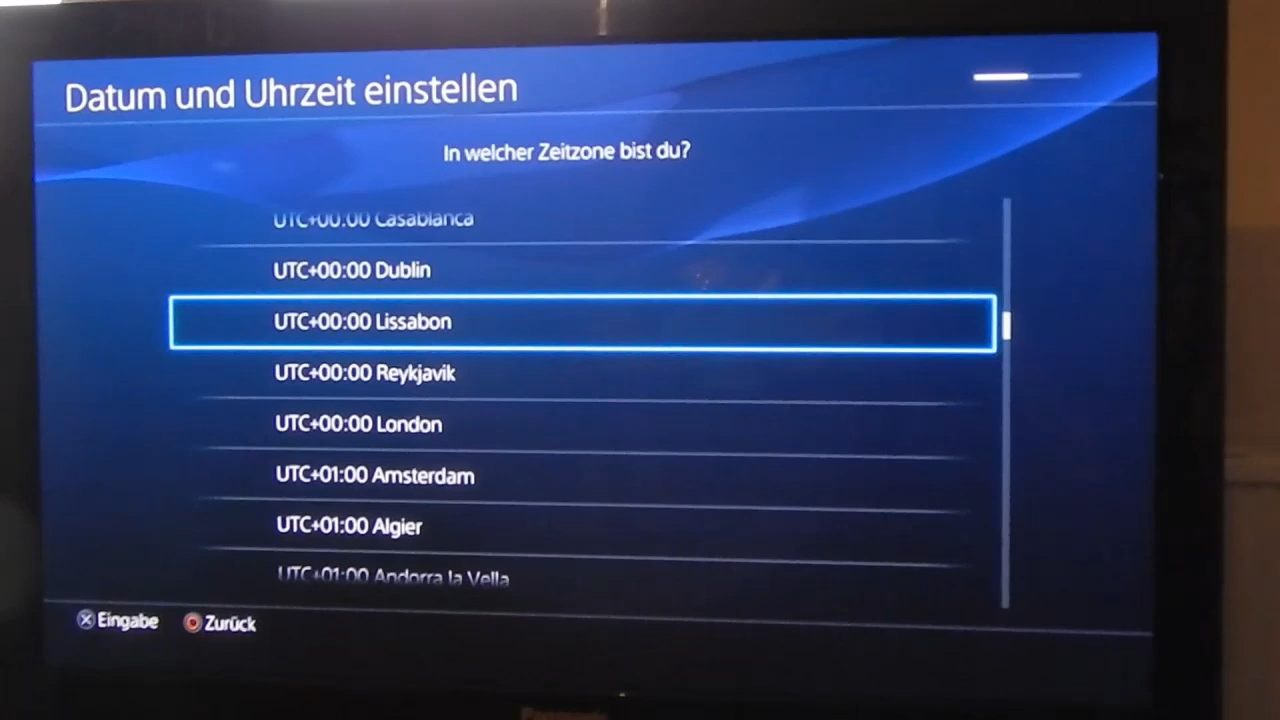 Datum und Uhrzeit einstellen
In welcher Zeitzone bist du?
UTC+00:00 Casablanca
UTC+00:00 Dublin
UTC+00:00 Lissabon
UTC+00:00 Reykjavik
UTC+00:00 London
UTC+01:00 Amsterdam
UTC+01:00 Algier
UTC+01:00 Andorra la Vella
Eingabe Zurück
Panasonic